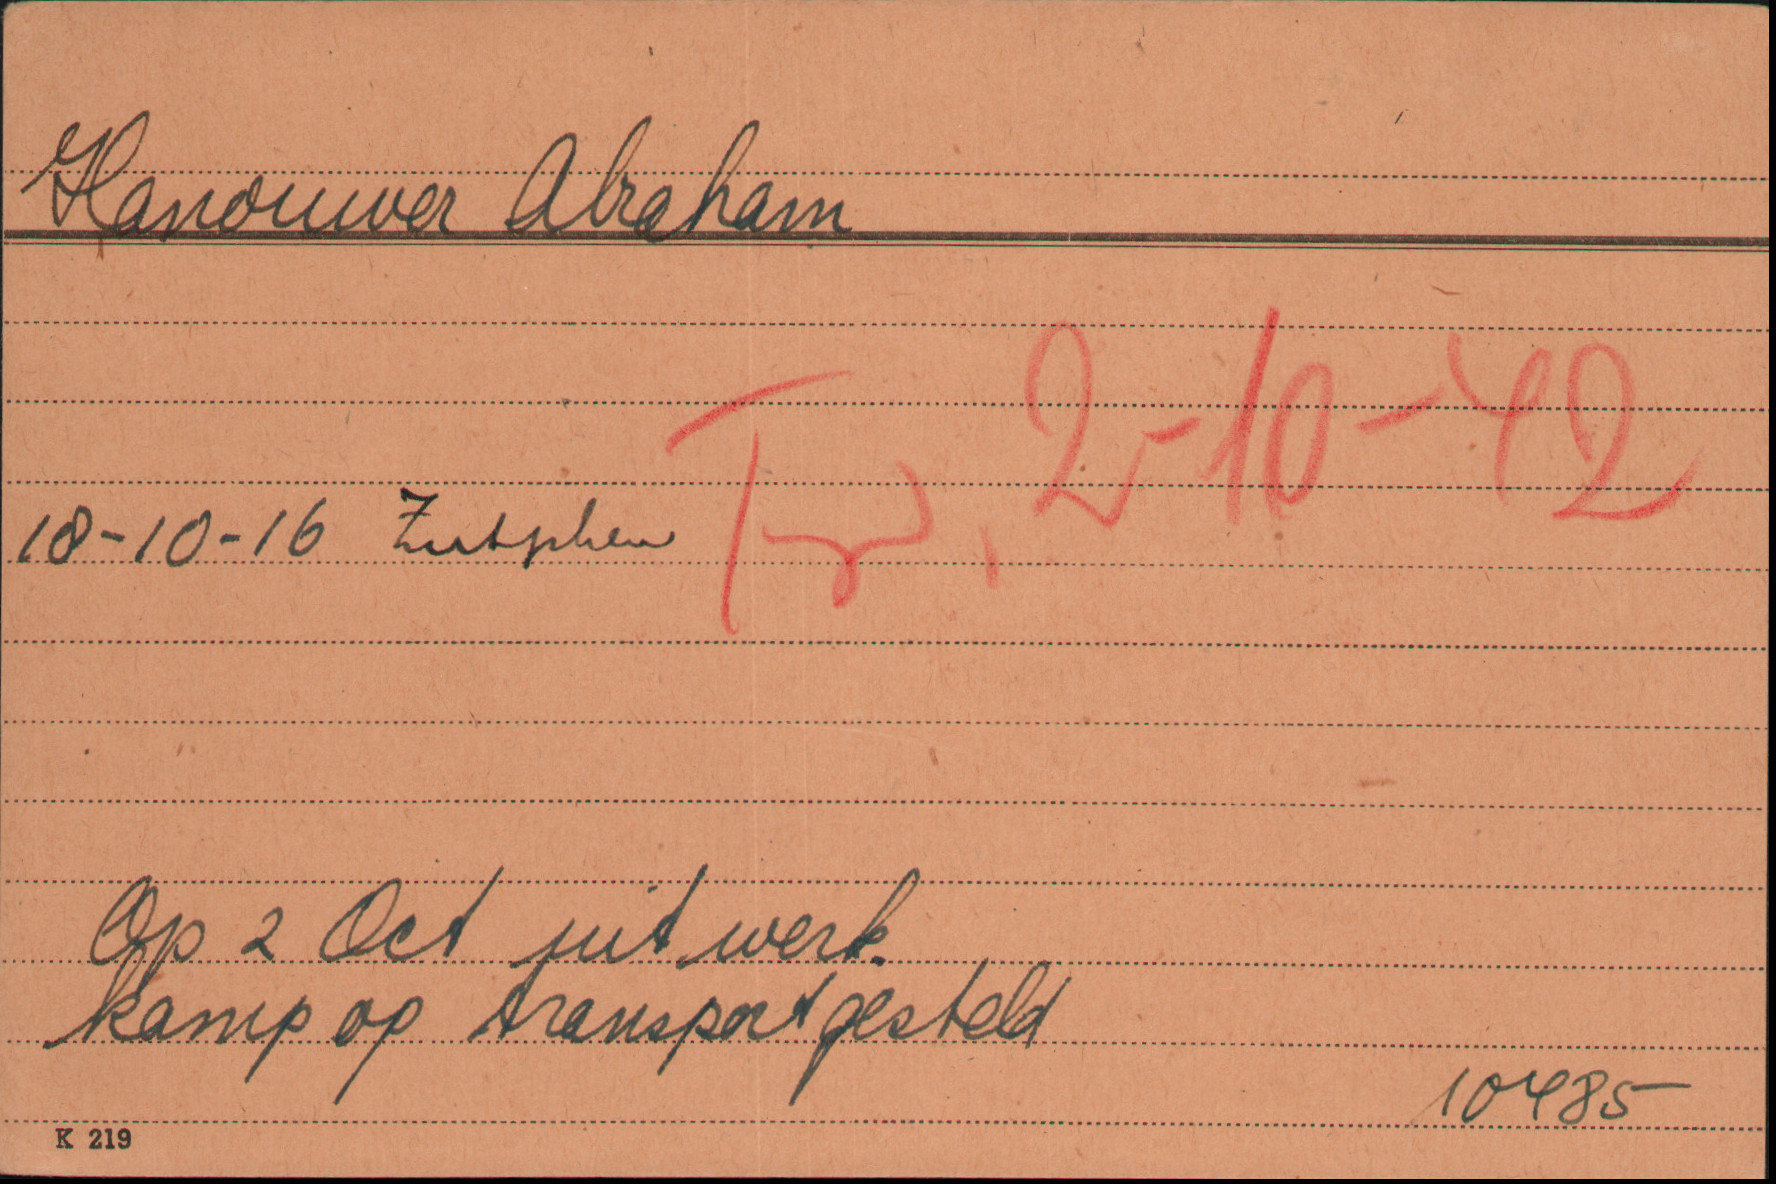 Hanouwer Abraham
Tr. 2-10-42
18-10-16 Zutphen
Op 2 Oct uit werk.
kamp op transport gesteld
10485
K 219